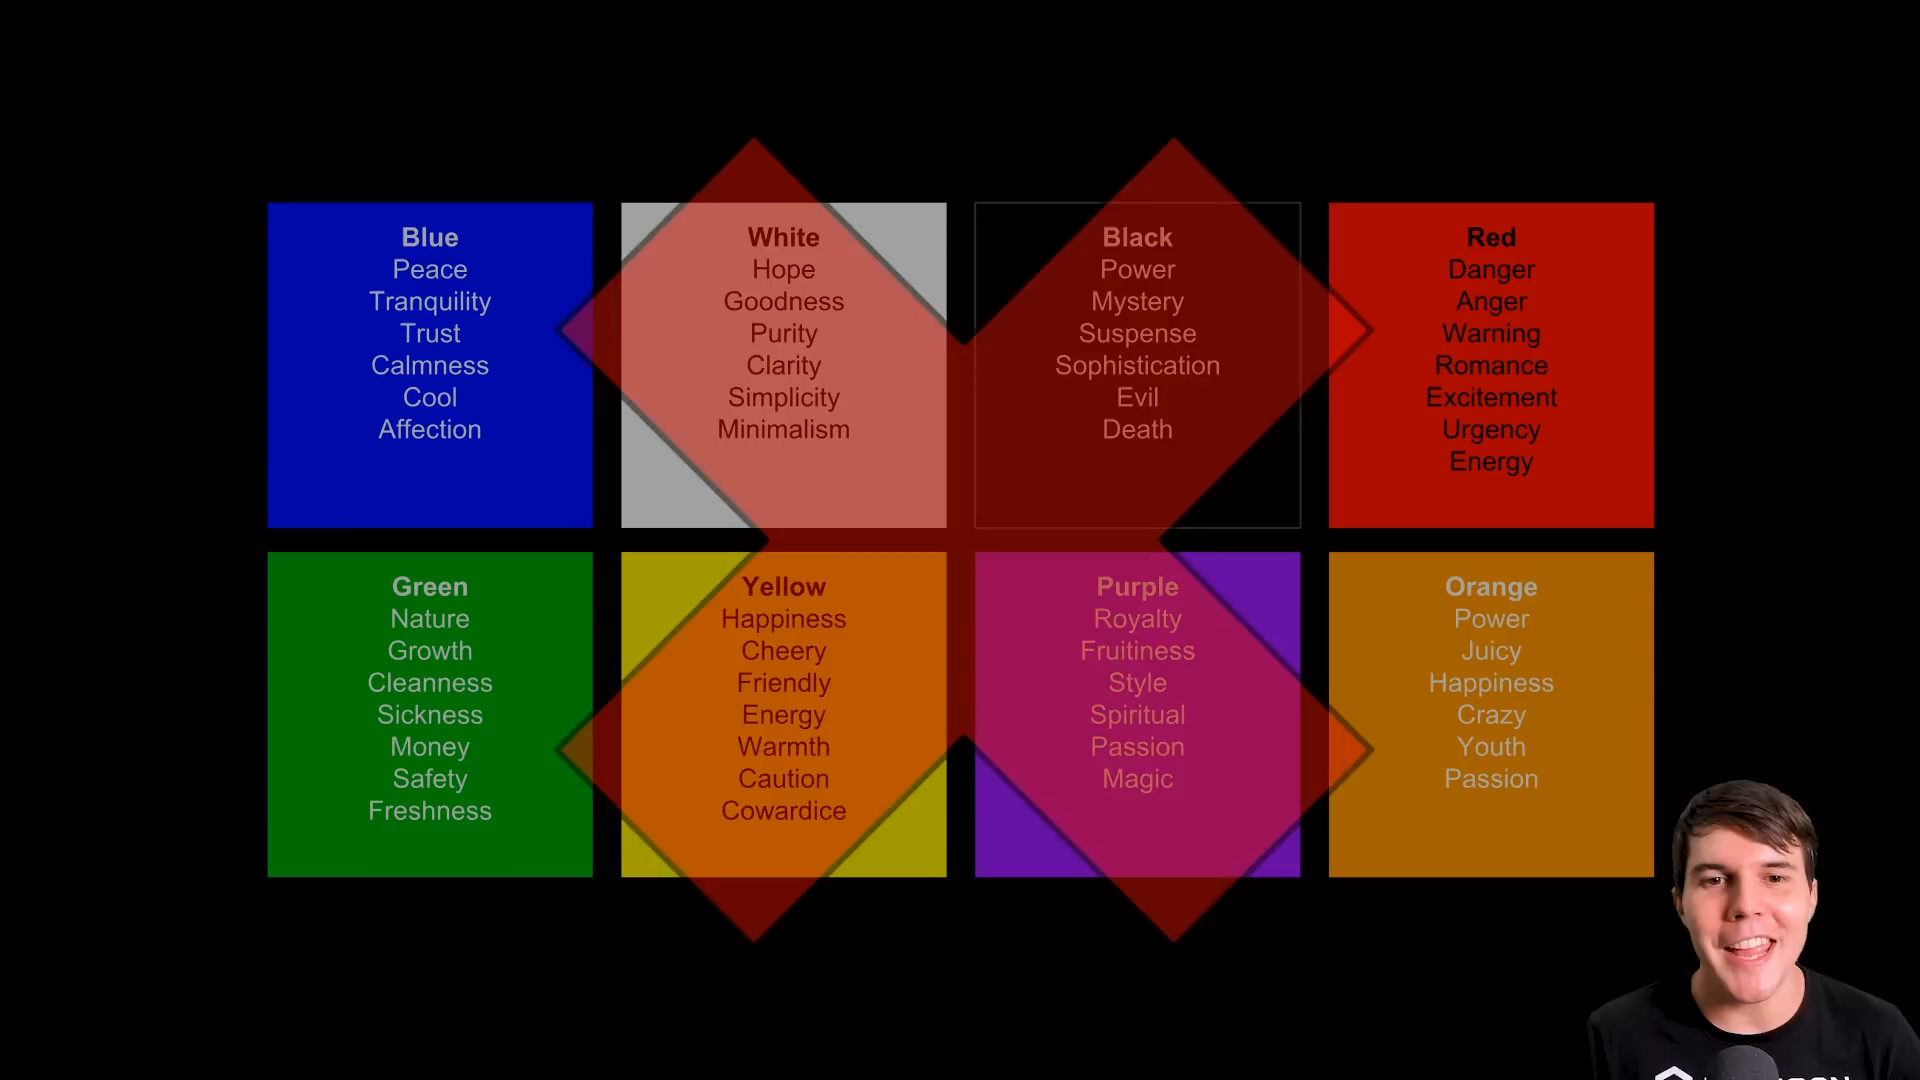 Blue
Peace
Tranquility
Trust
Calmness
Cool
Affection
White
Hope
Goodness
Purity
Clarity
Simplicity
Minimalism
Black
Power
Mystery
Suspense
Sophistication
Evil
Death
Red
Danger
Anger
Warning
Romance
Excitement
Urgency
Energy
Green
Nature
Growth
Cleanness
Sickness
Money
Safety
Freshness
Yellow
Happiness
Cheery
Friendly
Energy
Warmth
Caution
Cowardice
Purple
Royalty
Fruitiness
Style
Spiritual
Passion
Magic
Orange
Power
Juicy
Happiness
Crazy
Youth
Passion